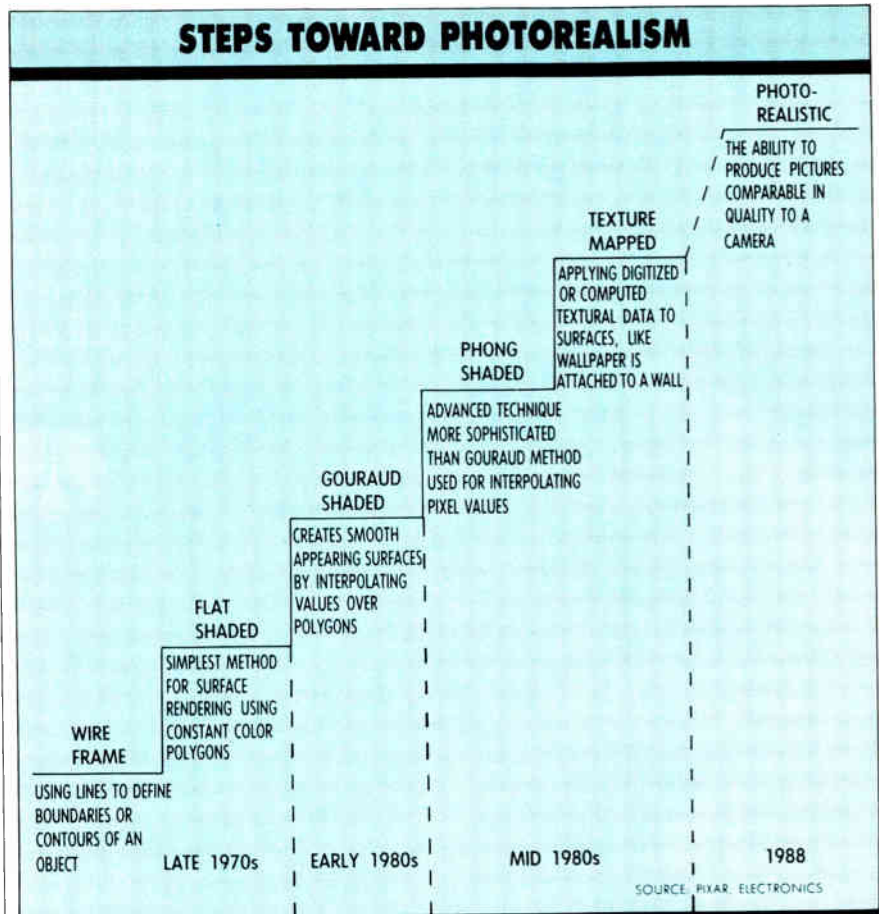 STEPS TOWARD PHOTOREALISM
WIRE
FRAME
USING LINES TO DEFINE
BOUNDARIES OR
CONTOURS OF AN
OBJECT
FLAT
SHADED
SIMPLEST METHOD
FOR SURFACE
RENDERING USING
CONSTANT COLOR
POLYGONS
GOURAUD
SHADED
CREATES SMOOTH
APPEARING SURFACES
BY INTERPOLATING
VALUES OVER
POLYGONS
PHONG
SHADED
ADVANCED TECHNIQUE
MORE SOPHISTICATED
THAN GOURAUD METHOD
USED FOR INTERPOLATING
PIXEL VALUES
TEXTURE
MAPPED
APPLYING DIGITIZED
OR COMPUTED
TEXTURAL DATA TO
SURFACES, LIKE
WALLPAPER IS
ATTACHED TO A WALL
PHOTO-
REALISTIC
THE ABILITY TO
PRODUCE PICTURES
COMPARABLE IN
QUALITY TO A
CAMERA
LATE 1970s
EARLY 1980s
MID 1980s
1988
SOURCE: PIXAR, ELECTRONICS